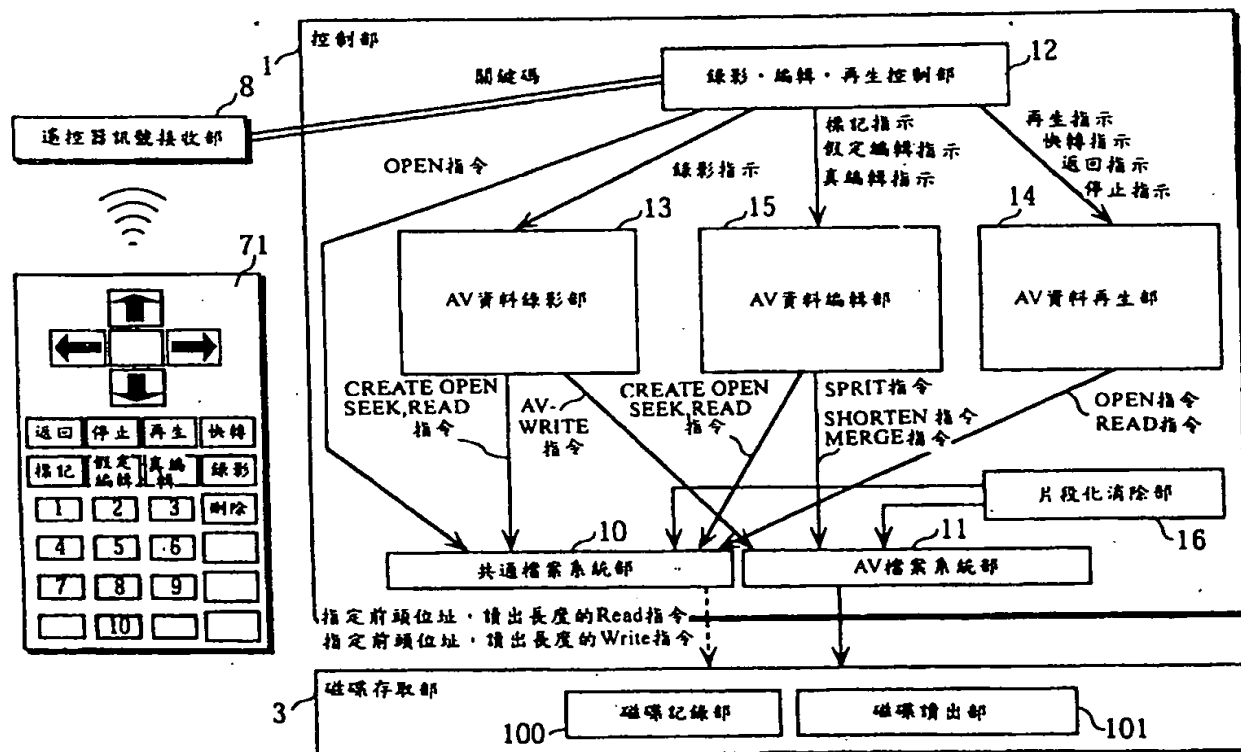 控制部
1
錄影．編輯．再生控制部
12
關鍵碼
8
遙控器訊號接收部
OPEN指令
錄影指示
標記指示
假定編輯指示
真編輯指示
再生指示
快轉指示
返回指示
停止指示
13
15
14
71
AV資料錄影部
AV資料編輯部
AV資料再生部
CREATE OPEN
SEEK,READ
指令
AV-
WRITE
指令
CREATE OPEN
SEEK,READ
指令
SPRIT指令
SHORTEN指令
MERGE指令
OPEN指令
READ指令
返回 停止 再生 快轉
標記 假定編輯 真編輯 錄影
1 2 3 刪除
4 5 6
7 8 9
10
片段化消除部
16
10
共通檔案系統部
11
AV檔案系統部
指定前頭位址，讀出長度的Read指令
指定前頭位址，讀出長度的Write指令
磁碟存取部
3
100
磁碟記錄部
磁碟讀出部
101